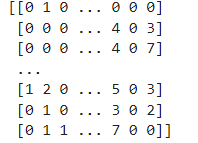 [[0 1 0 ... 0 0 0]
[0 0 0 ... 4 0 3]
[0 0 0 ... 4 0 7]
...
[1 2 0 ... 5 0 3]
[0 1 0 ... 3 0 2]
[0 1 1 ... 7 0 0]]